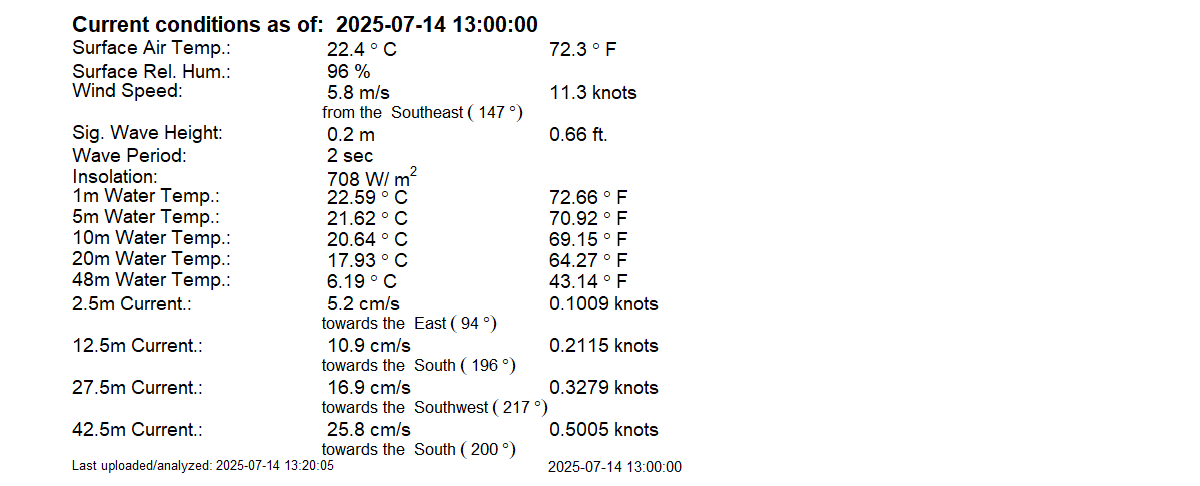 Current conditions as of: 2025-07-14 13:00:00
Surface Air Temp.: 22.4 ° C 72.3 ° F
Surface Rel. Hum.: 96 %
Wind Speed: 5.8 m/s 11.3 knots
from the Southeast ( 147 °)
Sig. Wave Height: 0.2 m 0.66 ft.
Wave Period: 2 sec
Insolation: 708 W/ m²
1m Water Temp.: 22.59 ° C 72.66 ° F
5m Water Temp.: 21.62 ° C 70.92 ° F
10m Water Temp.: 20.64 ° C 69.15 ° F
20m Water Temp.: 17.93 ° C 64.27 ° F
48m Water Temp.: 6.19 ° C 43.14 ° F
2.5m Current.: 5.2 cm/s 0.1009 knots
towards the East ( 94 °)
12.5m Current.: 10.9 cm/s 0.2115 knots
towards the South ( 196 °)
27.5m Current.: 16.9 cm/s 0.3279 knots
towards the Southwest ( 217 °)
42.5m Current.: 25.8 cm/s 0.5005 knots
towards the South ( 200 °)
Last uploaded/analyzed: 2025-07-14 13:20:05 2025-07-14 13:00:00